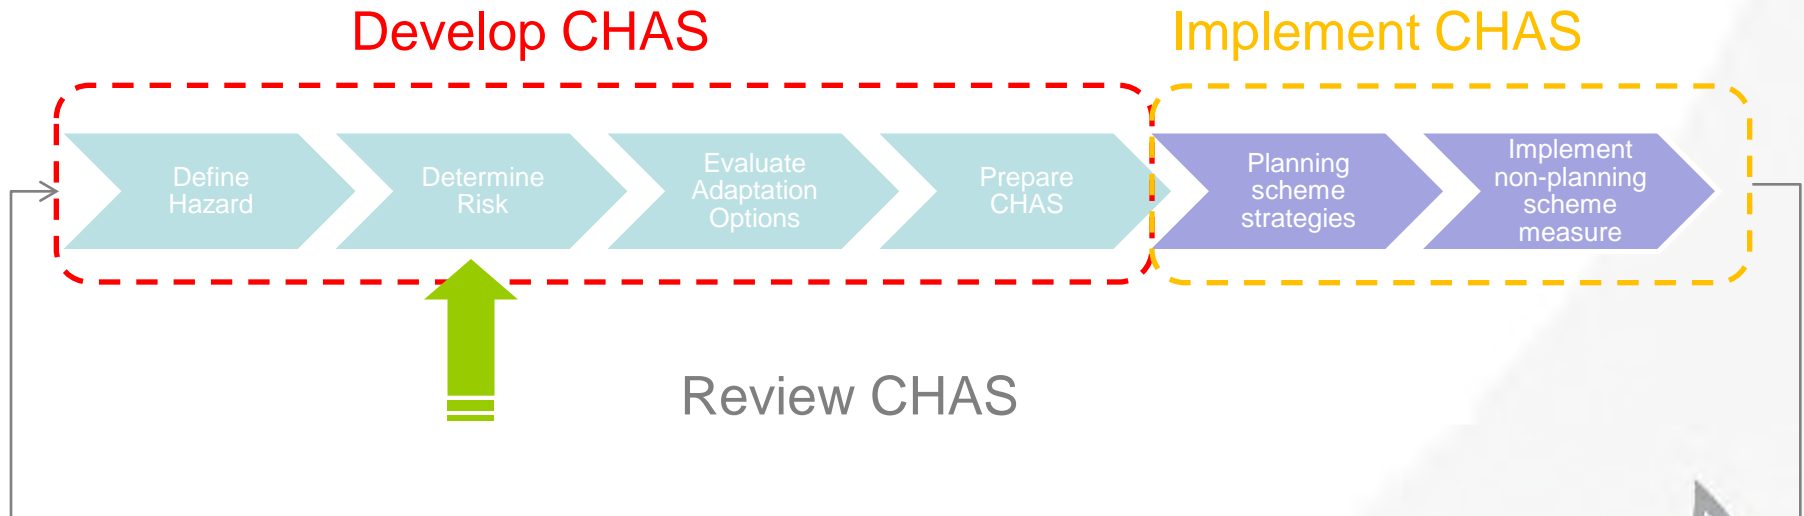 Develop CHAS
Implement CHAS
Define
Hazard
Determine
Risk
Evaluate
Adaptation
Options
Prepare
CHAS
Planning
scheme
strategies
Implement
non-planning
scheme
measure
Review CHAS